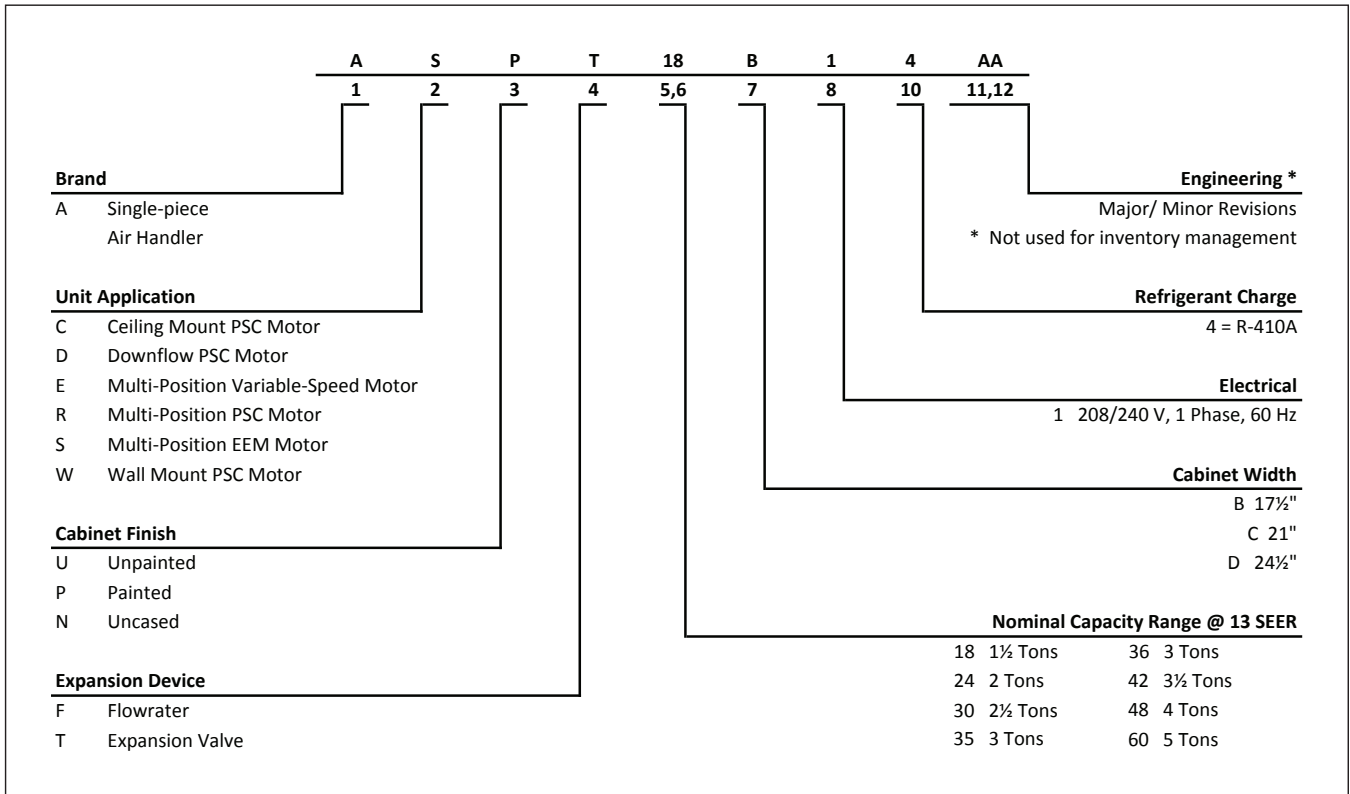 A S P T 18 B 1 4 AA
1 2 3 4 5,6 7 8 10 11,12
Brand
A Single-piece
Air Handler
Unit Application
C Ceiling Mount PSC Motor
D Downflow PSC Motor
E Multi-Position Variable-Speed Motor
R Multi-Position PSC Motor
S Multi-Position EEM Motor
W Wall Mount PSC Motor
Cabinet Finish
U Unpainted
P Painted
N Uncased
Expansion Device
F Flowrater
T Expansion Valve
Engineering *
Major/ Minor Revisions
* Not used for inventory management
Refrigerant Charge
4 = R-410A
Electrical
1 208/240 V, 1 Phase, 60 Hz
Cabinet Width
B 17½"
C 21"
D 24½"
Nominal Capacity Range @ 13 SEER
18 1½ Tons 36 3 Tons
24 2 Tons 42 3½ Tons
30 2½ Tons 48 4 Tons
35 3 Tons 60 5 Tons